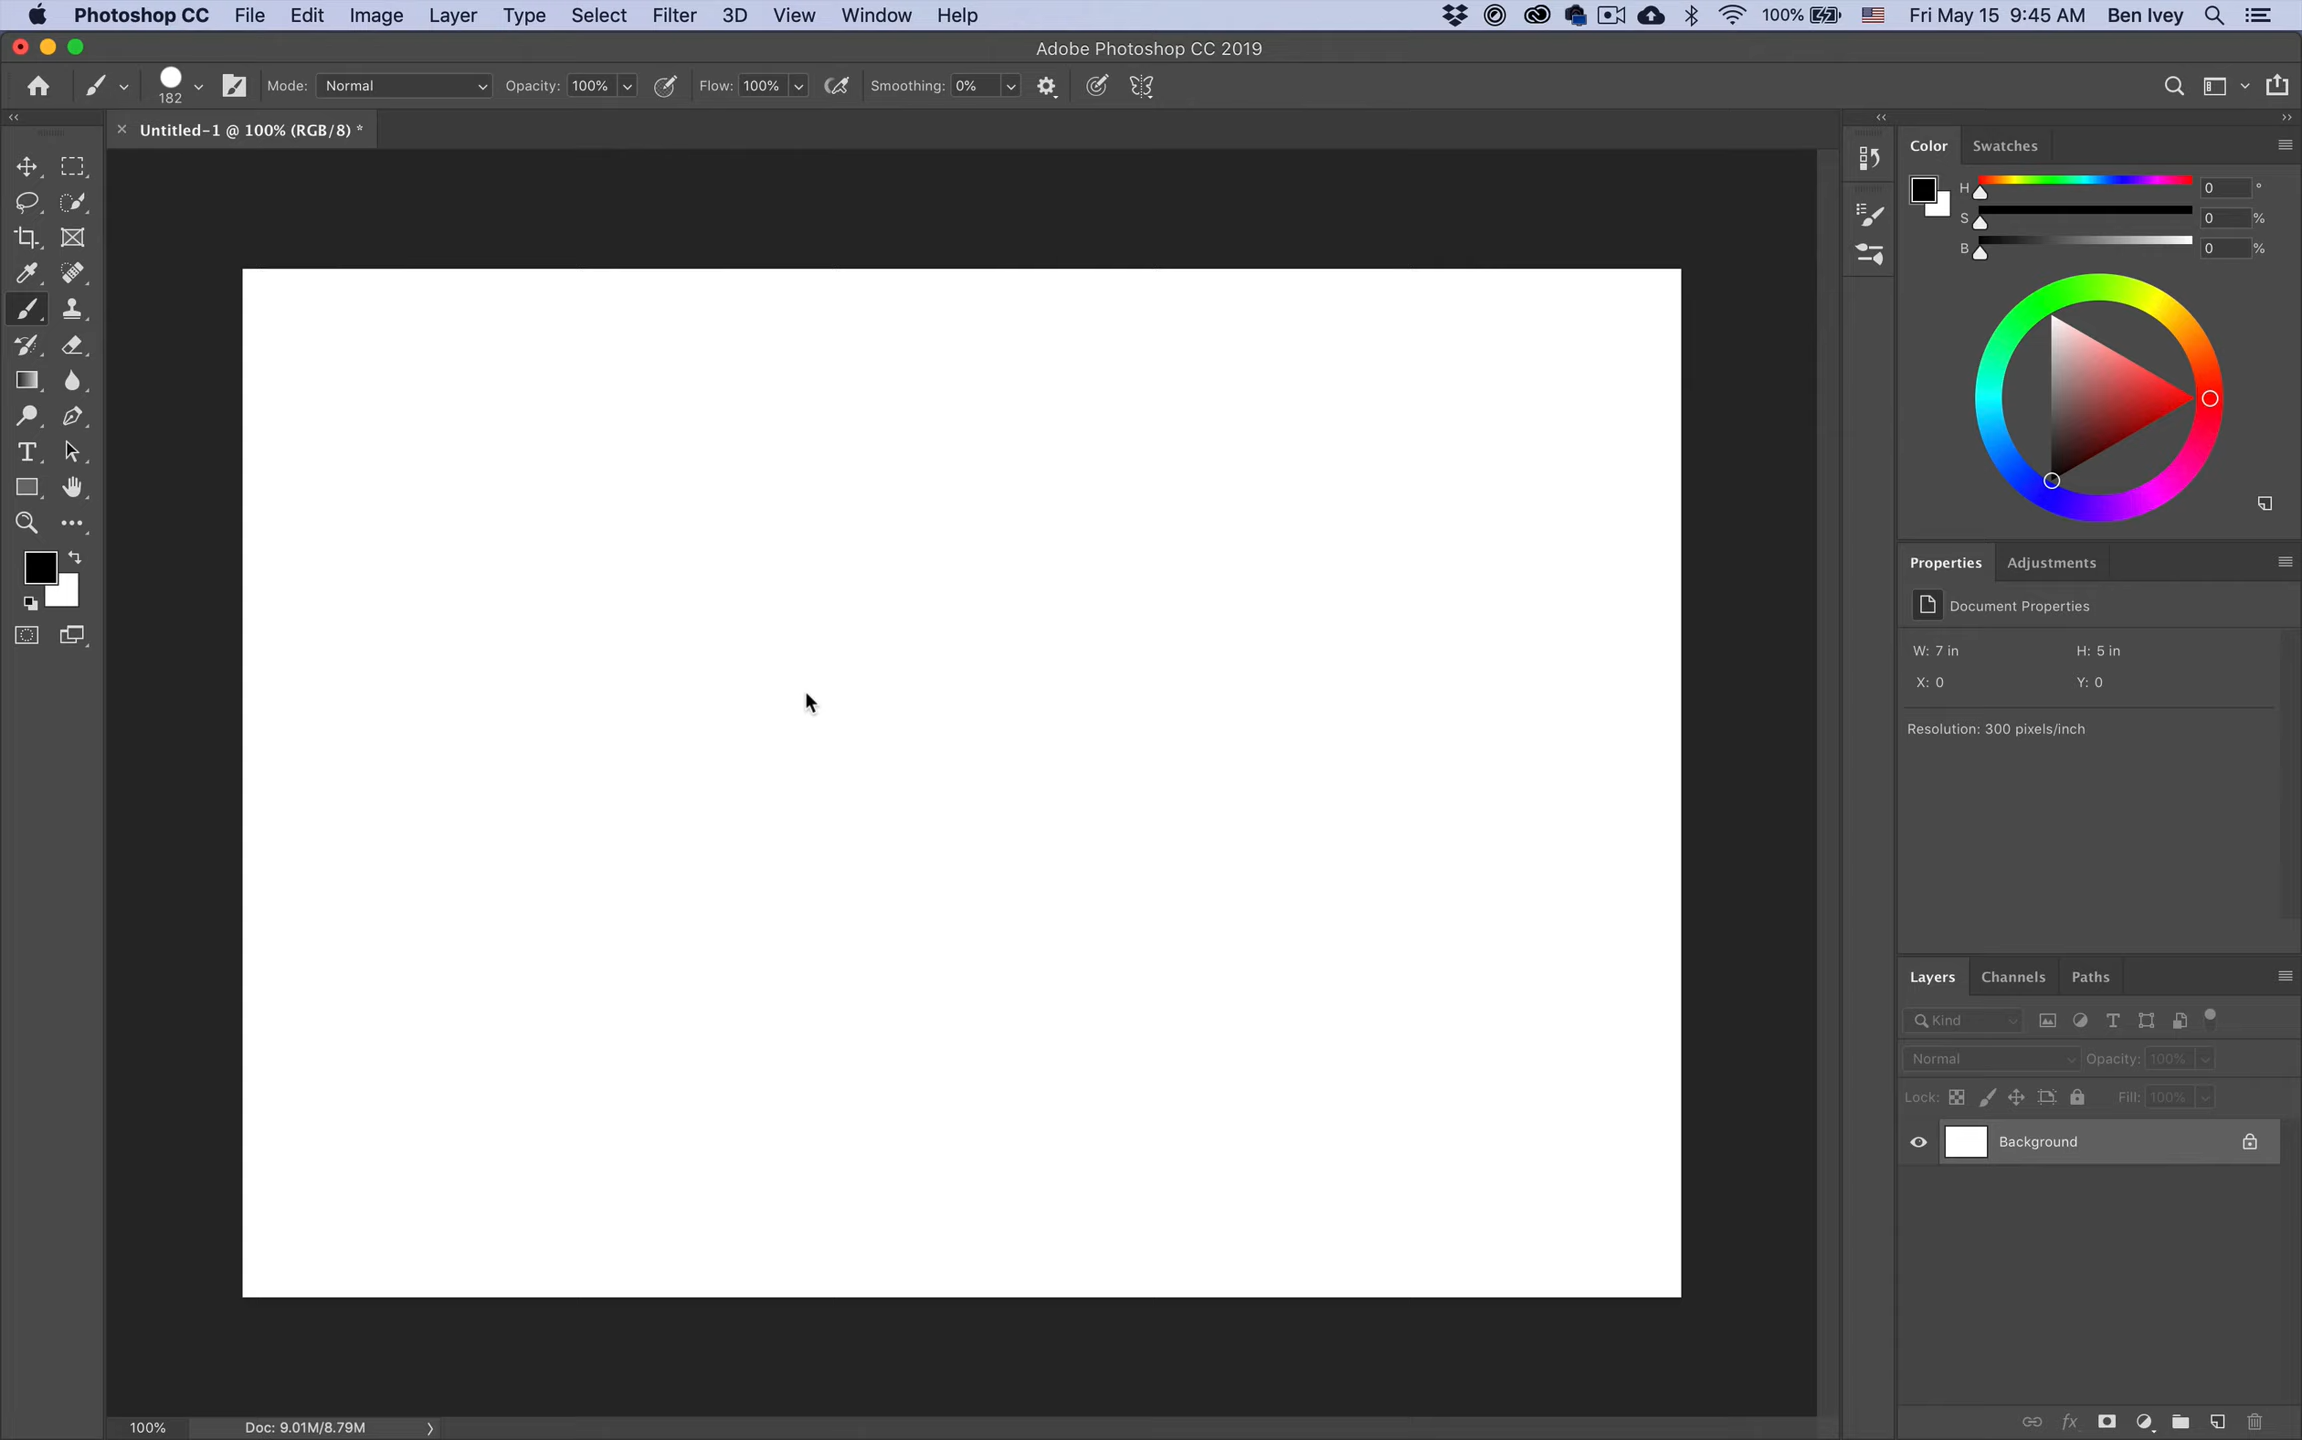 Photoshop CC File Edit Image Layer Type Select Filter 3D View Window Help 100% Fri May 15 9:45 AM Ben Ivey
Adobe Photoshop CC 2019
182 Mode: Normal Opacity: 100% Flow: 100% Smoothing: 0%
Untitled-1 @ 100% (RGB/8) *
Color Swatches
H 0 °
S 0 %
B 0 %
Properties Adjustments
Document Properties
W: 7 in H: 5 in
X: 0 Y: 0
Resolution: 300 pixels/inch
Layers Channels Paths
Kind
Normal Opacity: 100%
Lock: Fill: 100%
Background
fx
100% Doc: 9.01M/8.79M